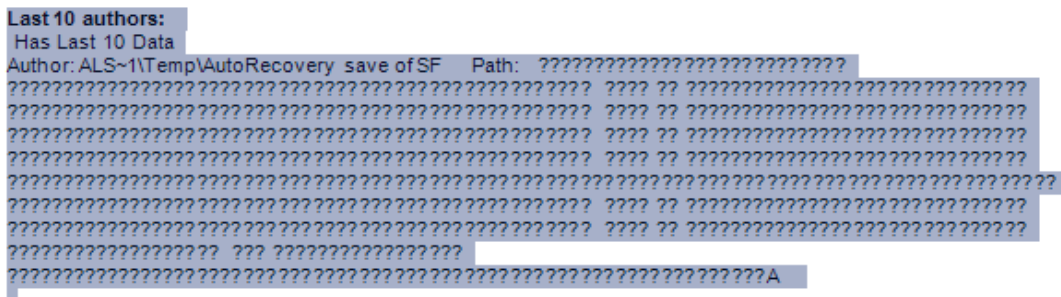 Last 10 authors:
Has Last 10 Data
Author: ALS~1\Temp\AutoRecovery save of SF Path: ????????????????????????????
????????????????????????????????????????????????????? ???? ?? ???????????????????????????????
????????????????????????????????????????????????????? ???? ?? ???????????????????????????????
????????????????????????????????????????????????????? ???? ?? ???????????????????????????????
????????????????????????????????????????????????????? ???? ?? ???????????????????????????????
???????????????????????????????????????????????????????????????????????????????????????????????
????????????????????????????????????????????????????? ???? ?? ???????????????????????????????
????????????????????????????????????????????????????? ???? ?? ???????????????????????????????
??????????????????? ??? ?????????????????
?????????????????????????????????????????????????????????????????????A